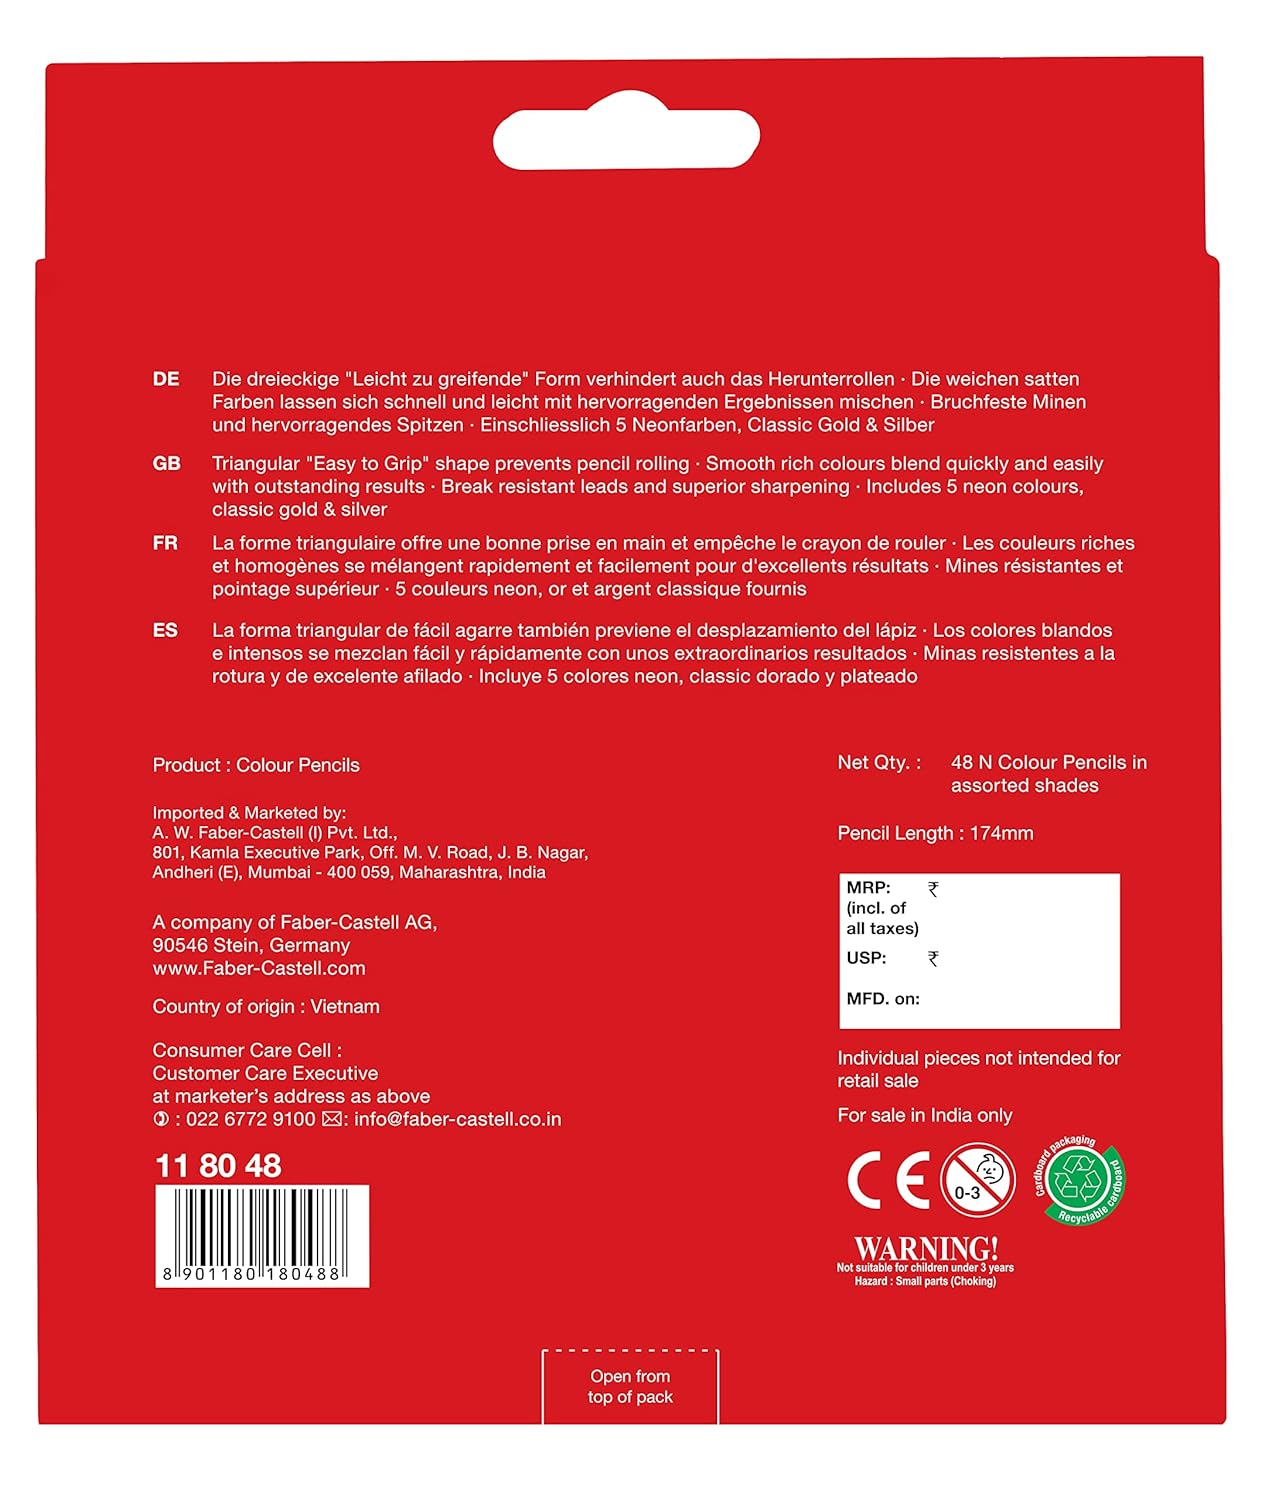 DE Die dreieckige "Leicht zu greifende" Form verhindert auch das Herunterrollen · Die weichen satten
Farben lassen sich schnell und leicht mit hervorragenden Ergebnissen mischen · Bruchfeste Minen
und hervorragendes Spitzen · Einschliesslich 5 Neonfarben, Classic Gold & Silber
GB Triangular "Easy to Grip" shape prevents pencil rolling · Smooth rich colours blend quickly and easily
with outstanding results · Break resistant leads and superior sharpening · Includes 5 neon colours,
classic gold & silver
FR La forme triangulaire offre une bonne prise en main et empêche le crayon de rouler · Les couleurs riches
et homogènes se mélangent rapidement et facilement pour d'excellents résultats · Mines résistantes et
pointage supérieur · 5 couleurs neon, or et argent classique fournis
ES La forma triangular de fácil agarre también previene el desplazamiento del lápiz · Los colores blandos
e intensos se mezclan fácil y rápidamente con unos extraordinarios resultados · Minas resistentes a la
rotura y de excelente afilado · Incluye 5 colores neon, classic dorado y plateado
Product : Colour Pencils
Imported & Marketed by:
A. W. Faber-Castell (I) Pvt. Ltd.,
801, Kamla Executive Park, Off. M. V. Road, J. B. Nagar,
Andheri (E), Mumbai - 400 059, Maharashtra, India
A company of Faber-Castell AG,
90546 Stein, Germany
www.Faber-Castell.com
Country of origin : Vietnam
Consumer Care Cell :
Customer Care Executive
at marketer's address as above
✆ : 022 6772 9100 ✉: info@faber-castell.co.in
11 80 48
8 901180 180488
Net Qty. : 48 N Colour Pencils in
assorted shades
Pencil Length : 174mm
MRP: ₹
(incl. of
all taxes)
USP: ₹
MFD. on:
Individual pieces not intended for
retail sale
For sale in India only
CE
0-3
Cardboard packaging
Recyclable cardboard
WARNING!
Not suitable for children under 3 years
Hazard : Small parts (Choking)
Open from
top of pack